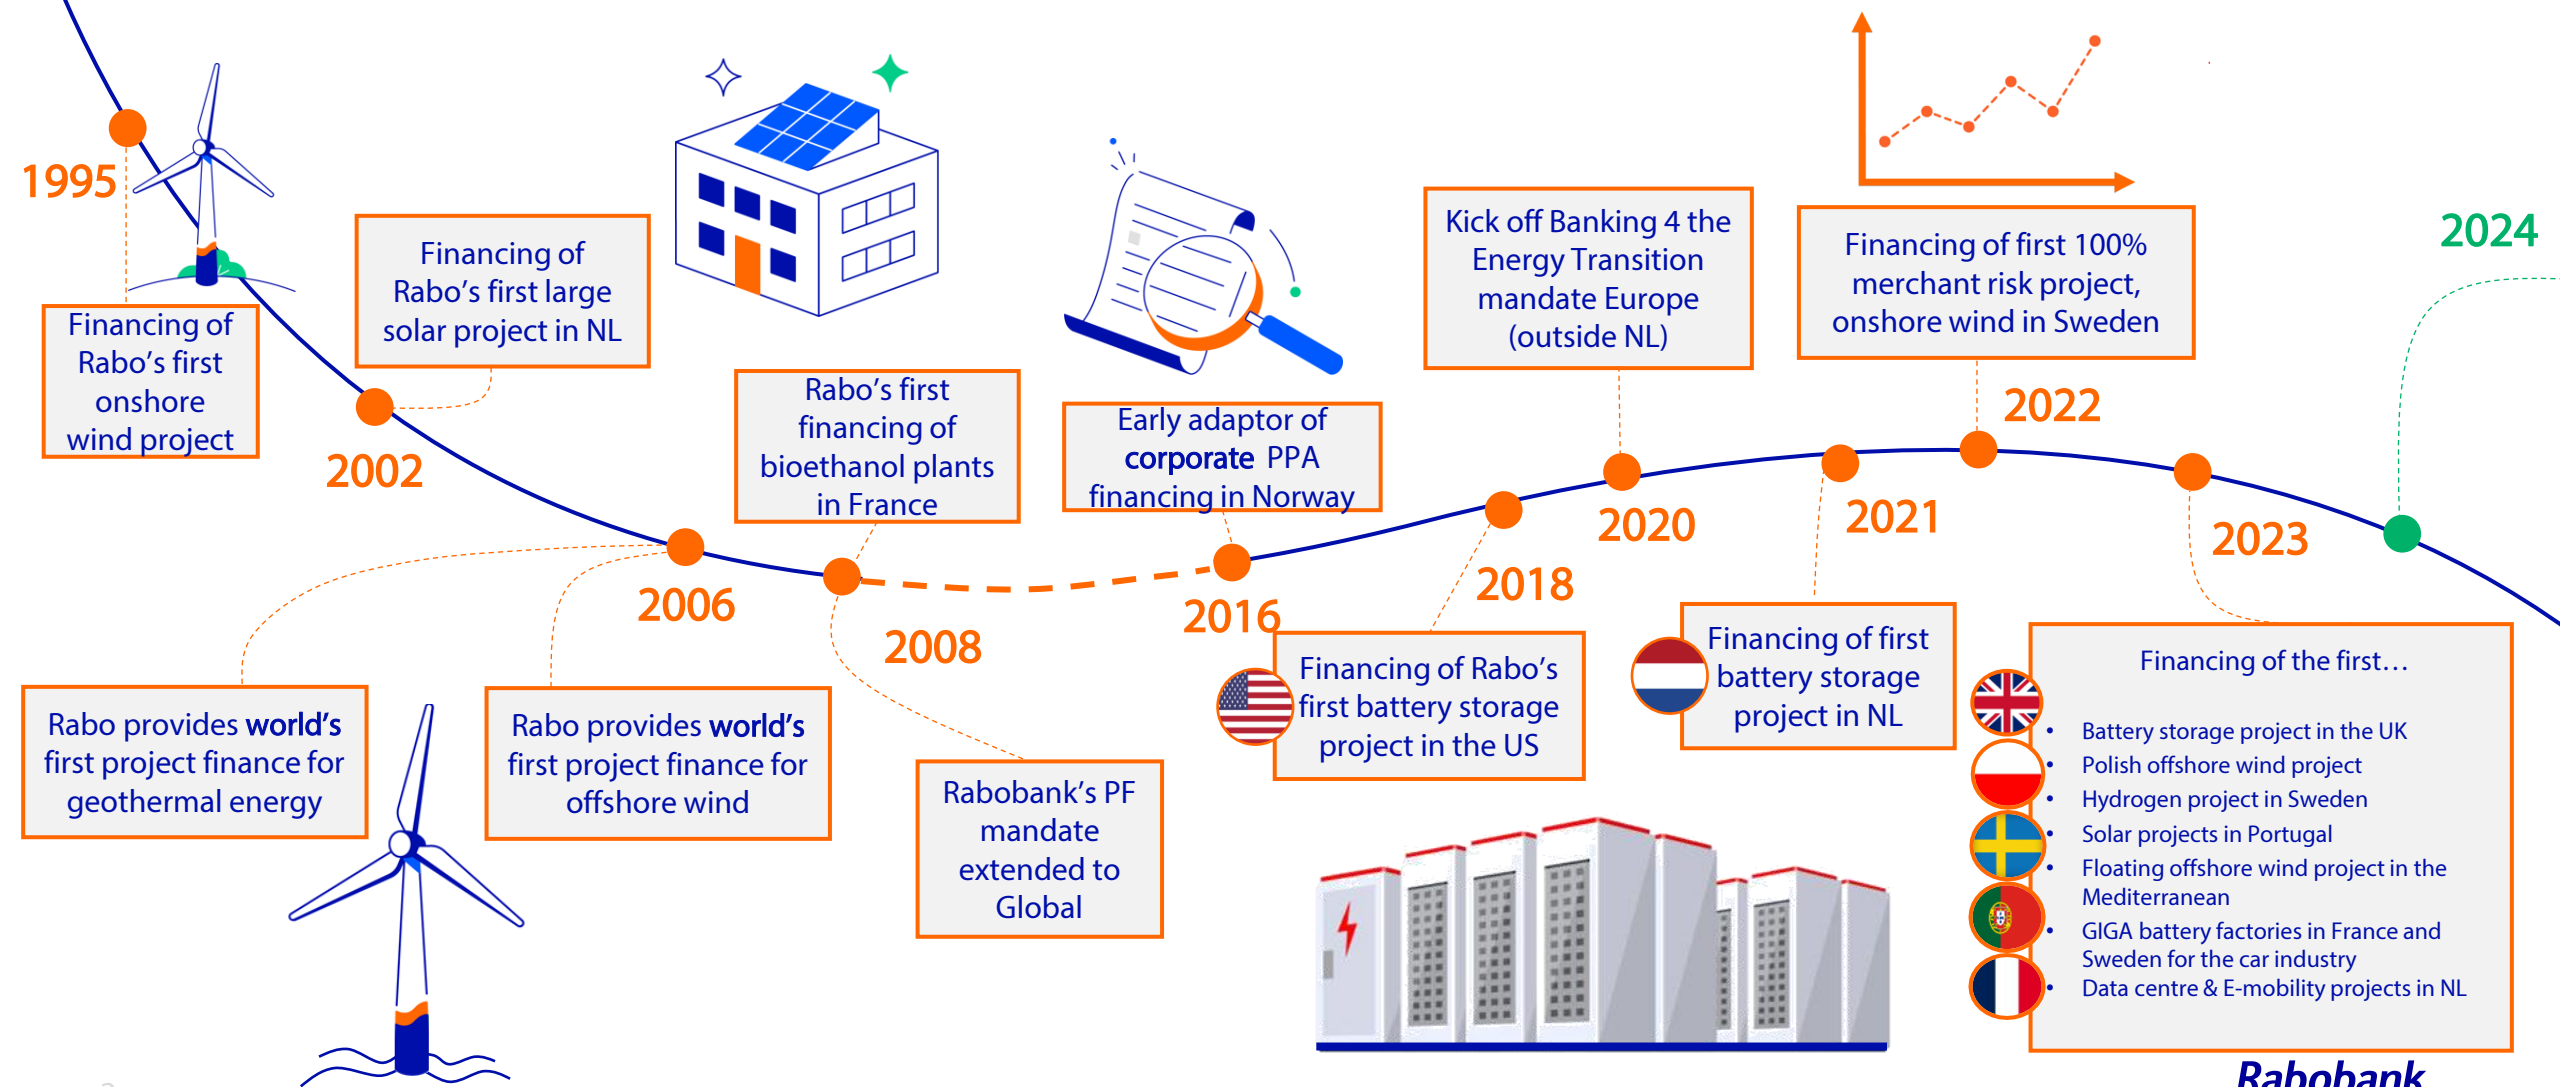 1995
Financing of
Rabo's first
onshore
wind project
Financing of
Rabo's first large
solar project in NL
2002
Rabo provides world's
first project finance for
geothermal energy
Rabo provides world's
first project finance for
offshore wind
2006
Rabo's first
financing of
bioethanol plants
in France
2008
Rabobank's PF
mandate
extended to
Global
Early adaptor of
corporate PPA
financing in Norway
2016
2018
Financing of Rabo's
first battery storage
project in the US
Kick off Banking 4 the
Energy Transition
mandate Europe
(outside NL)
2020
2021
Financing of first
battery storage
project in NL
Financing of first 100%
merchant risk project,
onshore wind in Sweden
2022
2023
Financing of the first...
• Battery storage project in the UK
• Polish offshore wind project
• Hydrogen project in Sweden
• Solar projects in Portugal
• Floating offshore wind project in the
Mediterranean
• GIGA battery factories in France and
Sweden for the car industry
• Data centre & E-mobility projects in NL
2024
Rabobank